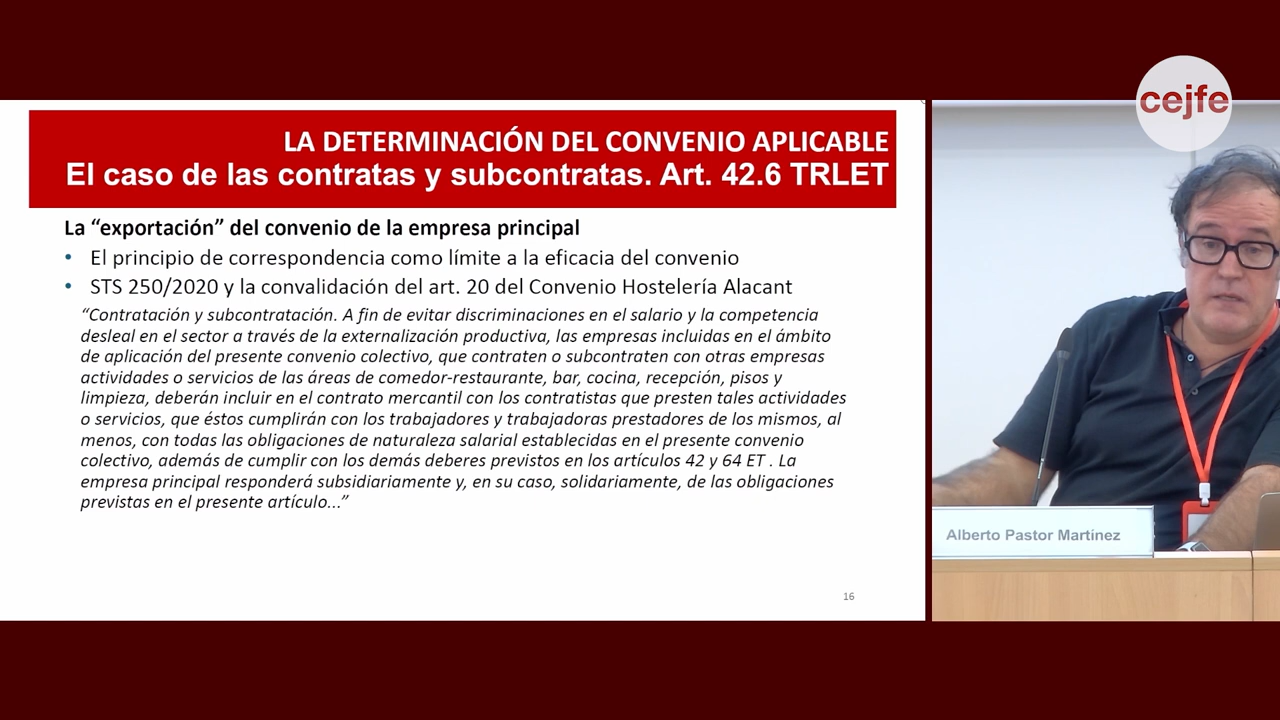 cejfe
LA DETERMINACIÓN DEL CONVENIO APLICABLE
El caso de las contratas y subcontratas. Art. 42.6 TRLET
La “exportación” del convenio de la empresa principal
• El principio de correspondencia como límite a la eficacia del convenio
• STS 250/2020 y la convalidación del art. 20 del Convenio Hostelería Alacant
“Contratación y subcontratación. A fin de evitar discriminaciones en el salario y la competencia
desleal en el sector a través de la externalización productiva, las empresas incluidas en el ámbito
de aplicación del presente convenio colectivo, que contraten o subcontraten con otras empresas
actividades o servicios de las áreas de comedor-restaurante, bar, cocina, recepción, pisos y
limpieza, deberán incluir en el contrato mercantil con los contratistas que presten tales actividades
o servicios, que éstos cumplirán con los trabajadores y trabajadoras prestadores de los mismos, al
menos, con todas las obligaciones de naturaleza salarial establecidas en el presente convenio
colectivo, además de cumplir con los demás deberes previstos en los artículos 42 y 64 ET . La
empresa principal responderá subsidiariamente y, en su caso, solidariamente, de las obligaciones
previstas en el presente artículo...”
16
Alberto Pastor Martínez